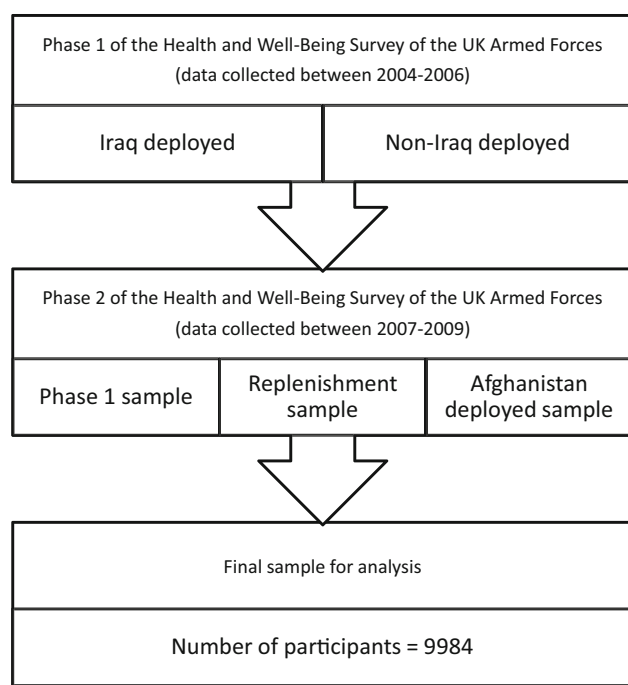 Phase 1 of the Health and Well-Being Survey of the UK Armed Forces
(data collected between 2004-2006)
Iraq deployed
Non-Iraq deployed
Phase 2 of the Health and Well-Being Survey of the UK Armed Forces
(data collected between 2007-2009)
Phase 1 sample
Replenishment
sample
Afghanistan
deployed sample
Final sample for analysis
Number of participants = 9984